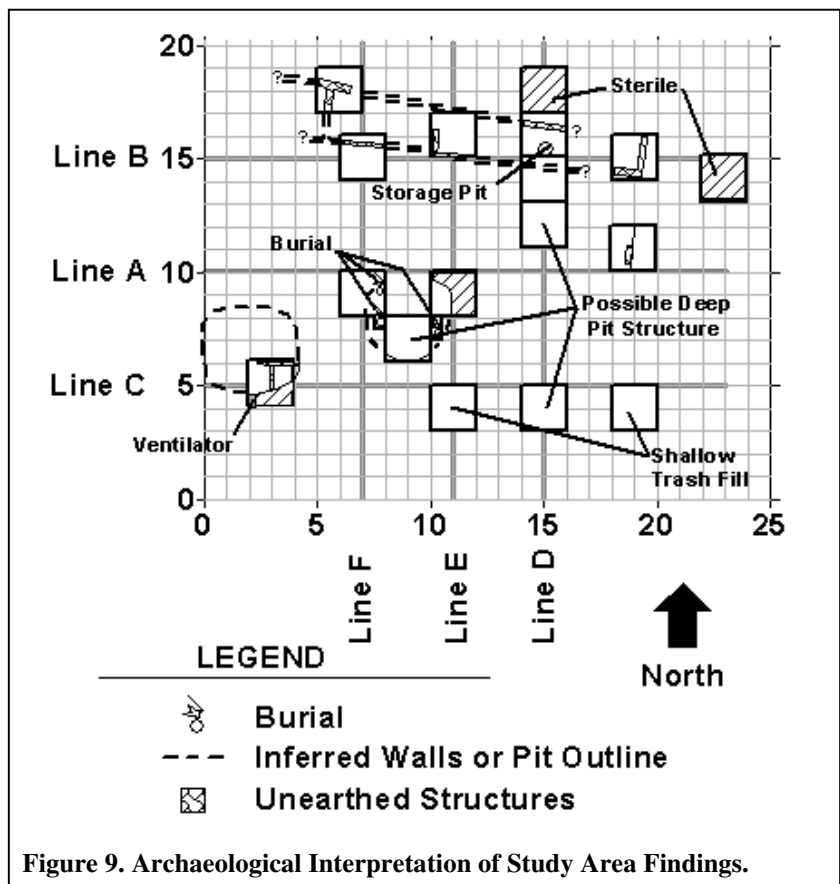 20
?
?
Sterile
?
?
Line B 15
Storage Pit
Burial
Line A 10
Possible Deep
Pit Structure
Line C 5
Ventilator
Shallow
Trash Fill
0
0 5 10 15 20 25
Line F
Line E
Line D
North
LEGEND
Burial
Inferred Walls or Pit Outline
Unearthed Structures
Figure 9. Archaeological Interpretation of Study Area Findings.